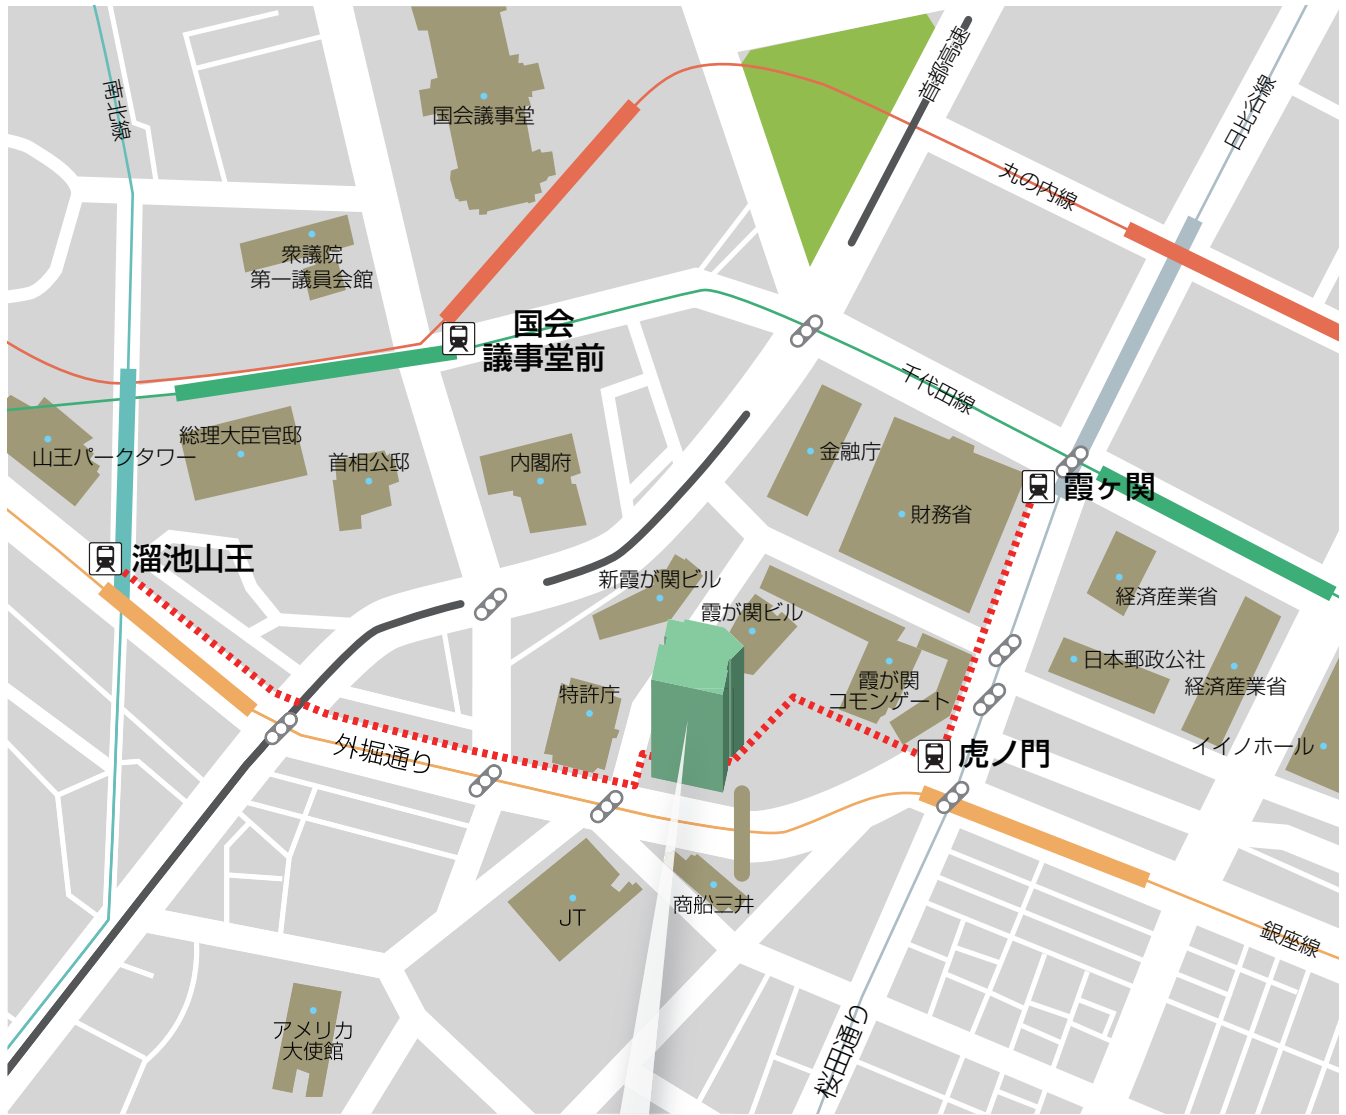 南北線
国会議事堂
首都高速
日比谷線
丸の内線
衆議院
第一議員会館
国会
議事堂前
千代田線
総理大臣官邸
山王パークタワー
首相公邸
内閣府
金融庁
財務省
霞ヶ関
溜池山王
新霞が関ビル
霞が関ビル
経済産業省
日本郵政公社
経済産業省
霞が関
コモンゲート
特許庁
外堀通り
虎ノ門
イイノホール
JT
商船三井
銀座線
アメリカ
大使館
桜田通り